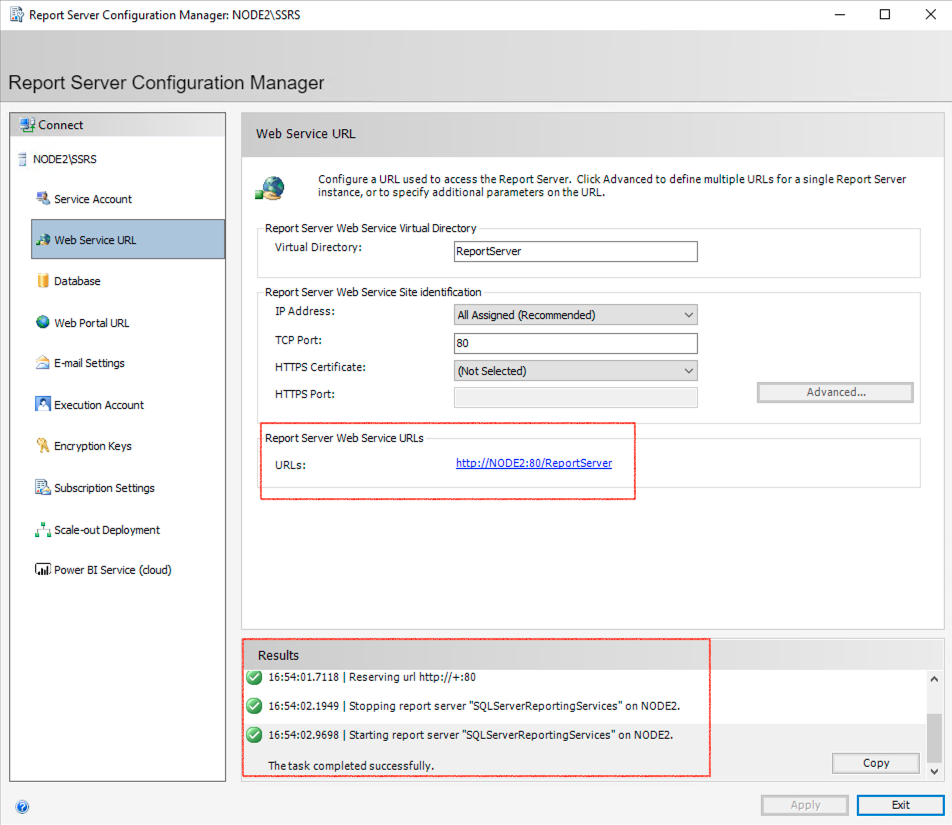 Report Server Configuration Manager: NODE2\SSRS
Report Server Configuration Manager
Connect
NODE2\SSRS
Service Account
Web Service URL
Database
Web Portal URL
E-mail Settings
Execution Account
Encryption Keys
Subscription Settings
Scale-out Deployment
Power BI Service (cloud)
Web Service URL
Configure a URL used to access the Report Server. Click Advanced to define multiple URLs for a single Report Server
instance, or to specify additional parameters on the URL.
Report Server Web Service Virtual Directory
Virtual Directory: ReportServer
Report Server Web Service Site identification
IP Address: All Assigned (Recommended)
TCP Port: 80
HTTPS Certificate: (Not Selected)
HTTPS Port:
Advanced...
Report Server Web Service URLs
URLs: http://NODE2:80/ReportServer
Results
16:54:01.7118 | Reserving url http://+:80
16:54:02.1949 | Stopping report server "SQLServerReportingServices" on NODE2.
16:54:02.9698 | Starting report server "SQLServerReportingServices" on NODE2.
The task completed successfully.
Copy
Apply
Exit